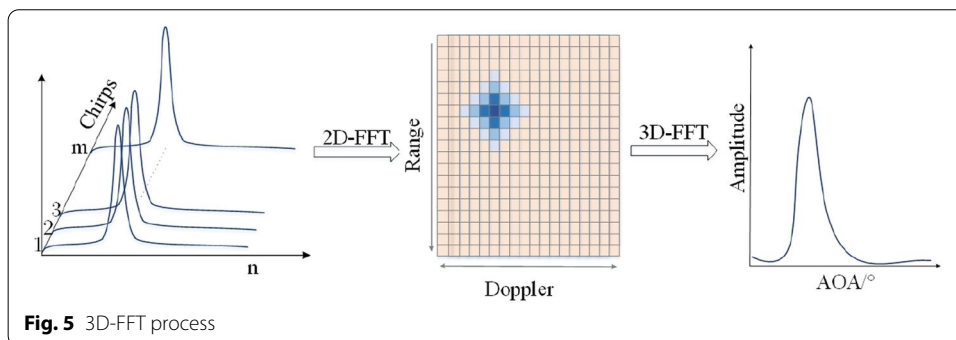 Chirps
m
3
2
1
n
2D-FFT
Range
Doppler
3D-FFT
Amplitude
AOA/°
Fig. 5 3D-FFT process